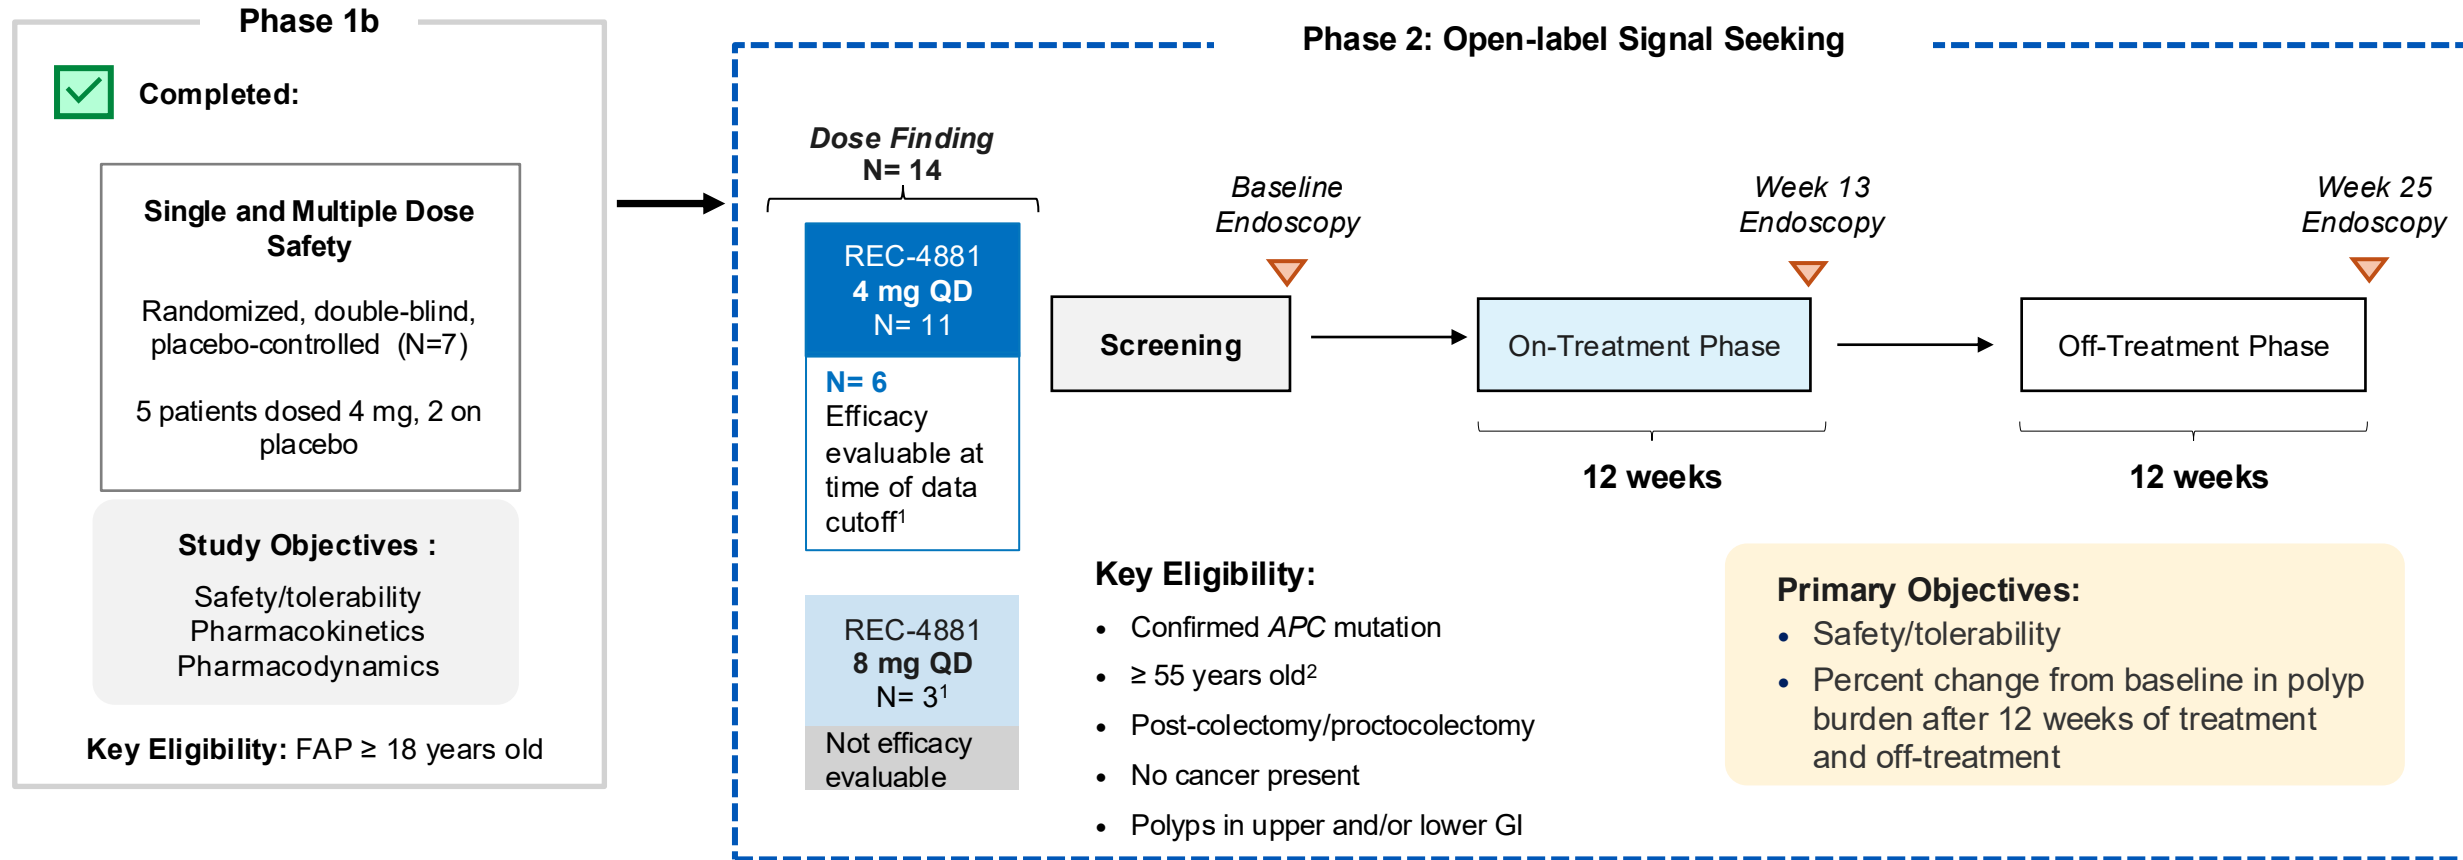 Phase 1b
Completed:
Single and Multiple Dose
Safety
Randomized, double-blind,
placebo-controlled (N=7)
5 patients dosed 4 mg, 2 on
placebo
Study Objectives :
Safety/tolerability
Pharmacokinetics
Pharmacodynamics
Key Eligibility: FAP ≥ 18 years old
Phase 2: Open-label Signal Seeking
Dose Finding
N= 14
REC-4881
4 mg QD
N= 11
N= 6
Efficacy
evaluable at
time of data
cutoff¹
REC-4881
8 mg QD
N= 3¹
Not efficacy
evaluable
Baseline
Endoscopy
Screening
Week 13
Endoscopy
On-Treatment Phase
12 weeks
Week 25
Endoscopy
Off-Treatment Phase
12 weeks
Key Eligibility:
• Confirmed APC mutation
• ≥ 55 years old²
• Post-colectomy/proctocolectomy
• No cancer present
• Polyps in upper and/or lower GI
Primary Objectives:
• Safety/tolerability
• Percent change from baseline in polyp
burden after 12 weeks of treatment
and off-treatment